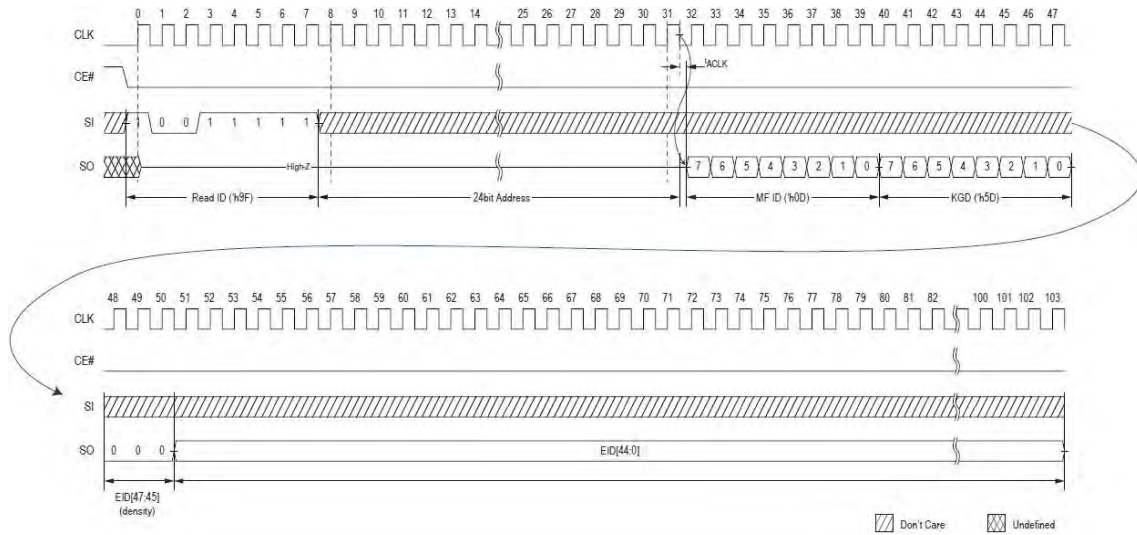 0 1 2 3 4 5 6 7 8 9 10 11 12 13 14 25 26 27 28 29 30 31 32 33 34 35 36 37 38 39 40 41 42 43 44 45 46 47
CLK
tACLK
CE#
SI 1 0 0 1 1 1 1 1
SO High-Z 7 6 5 4 3 2 1 0 7 6 5 4 3 2 1 0
Read ID ('h9F) 24bit Address MF ID ('h0D) KGD ('h5D)
48 49 50 51 52 53 54 55 56 57 58 59 60 61 62 63 64 65 66 67 68 69 70 71 72 73 74 75 76 77 78 79 80 81 82 100 101 102 103
CLK
CE#
SI
SO 0 0 0 EID[44:0]
EID[47:45]
(density)
Don't Care Undefined